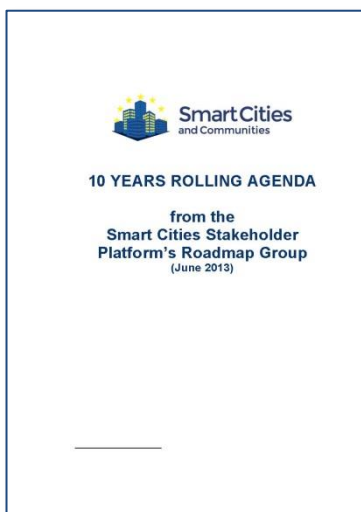 Smart Cities
and Communities
10 YEARS ROLLING AGENDA
from the
Smart Cities Stakeholder
Platform's Roadmap Group
(June 2013)